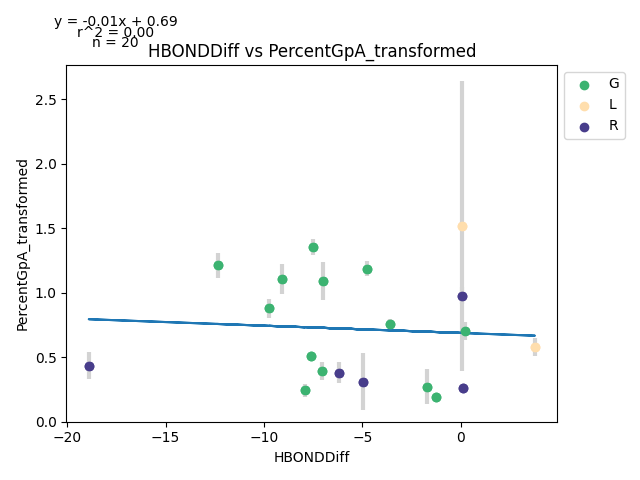 y = -0.01x + 0.69
r^2 = 0.00
n = 20
HBONDDiff vs PercentGpA_transformed
G
L
R
PercentGpA_transformed
2.5
2.0
1.5
1.0
0.5
0.0
−20
−15
−10
−5
0
HBONDDiff